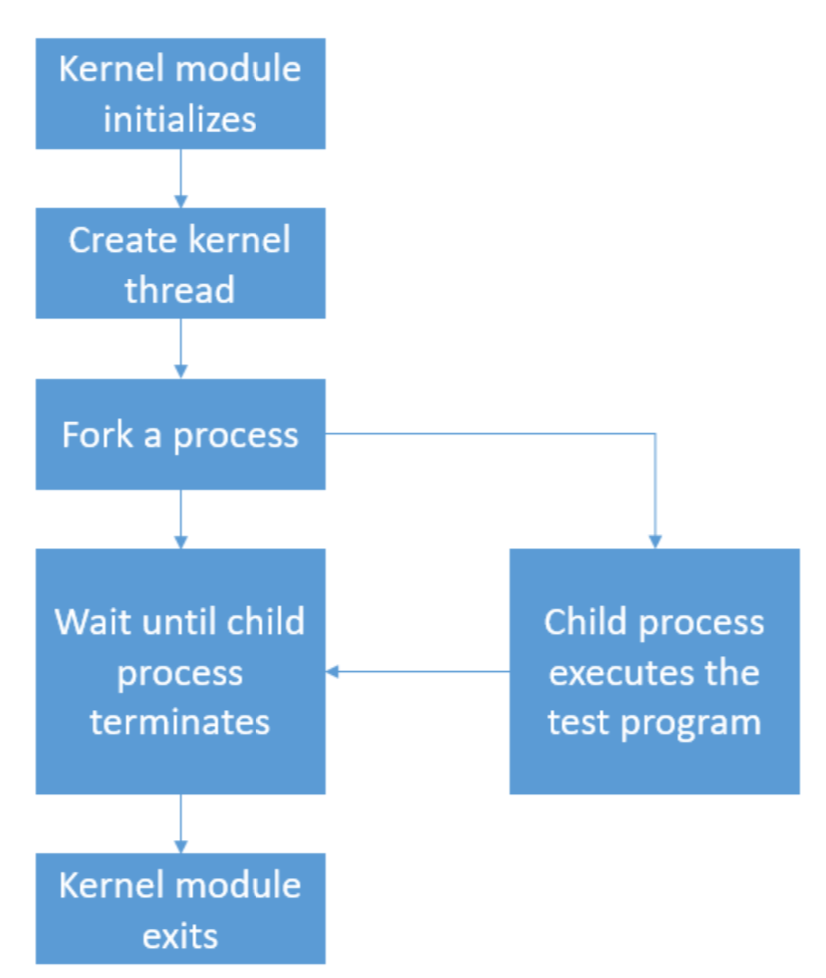 Kernel module
initializes
Create kernel
thread
Fork a process
Wait until child
process
terminates
Child process
executes the
test program
Kernel module
exits